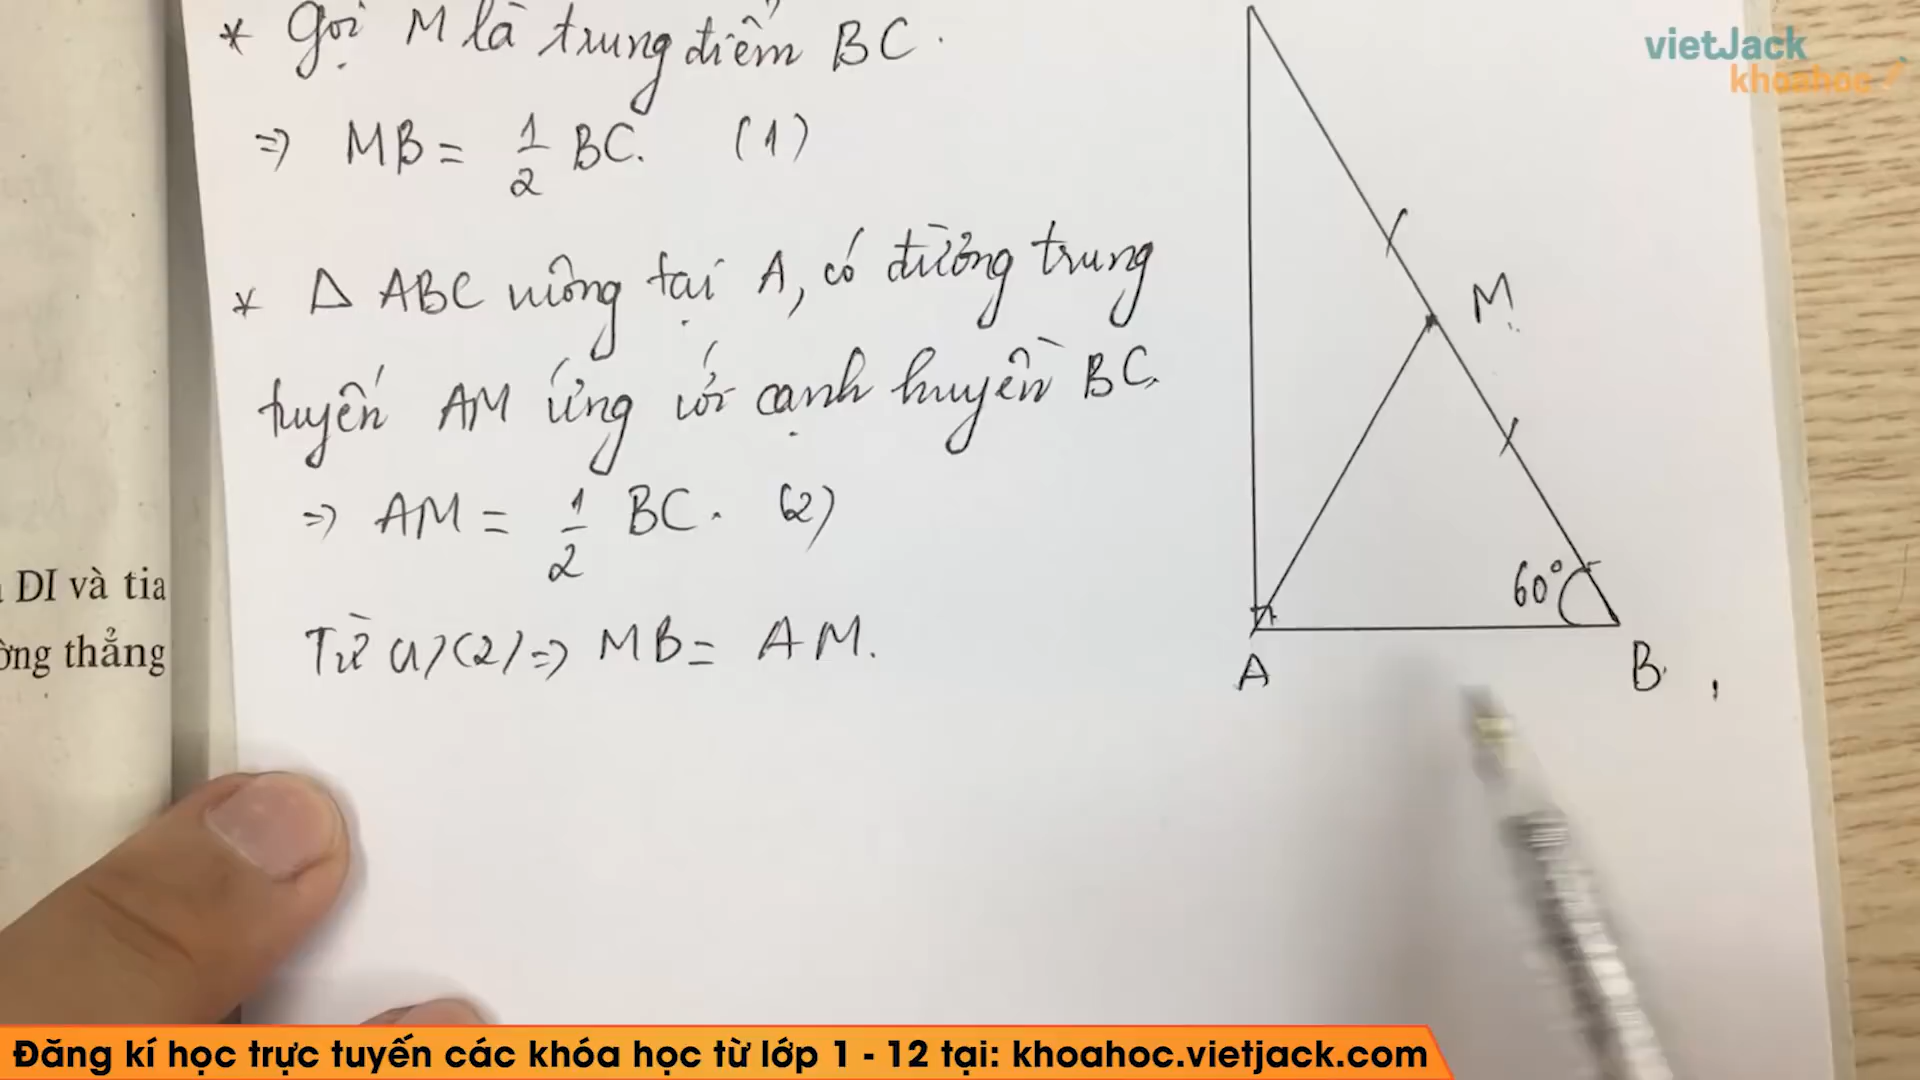 * Gọi M là trung điểm BC.
=> MB = 1/2 BC. (1)
* Δ ABC vuông tại A, có đường trung
tuyến AM ứng với cạnh huyền BC.
=> AM = 1/2 BC. (2)
Từ (1)(2) => MB = AM.
M
60°
A
B
DI và tia
ờng thẳng
vietJack
khoahoc
Đăng kí học trực tuyến các khóa học từ lớp 1 - 12 tại: khoahoc.vietjack.com